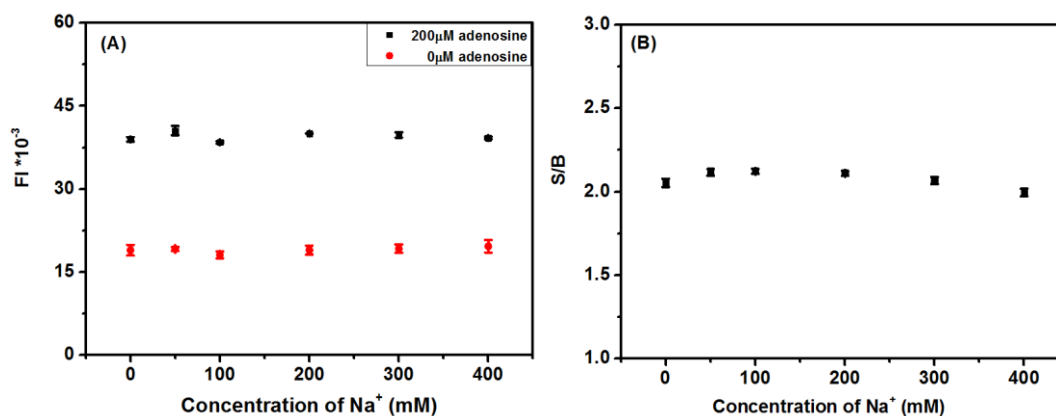 (A)
200µM adenosine
0µM adenosine
60
45
30
15
0
FI *10⁻³
0 100 200 300 400
Concentration of Na⁺ (mM)
(B)
3.0
2.5
2.0
1.5
1.0
S/B
0 100 200 300 400
Concentration of Na⁺ (mM)